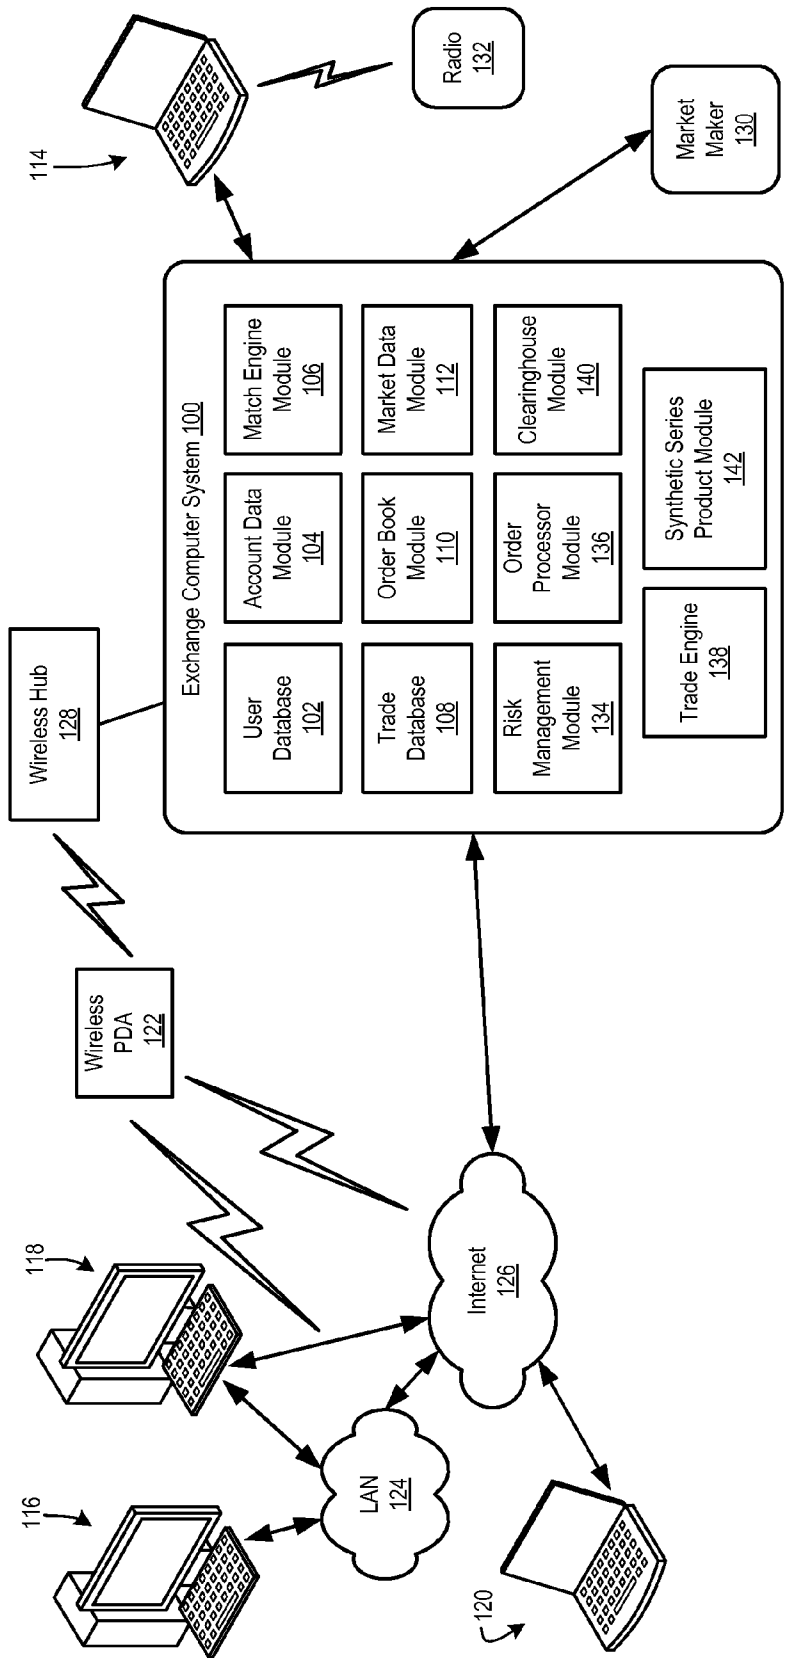 116
118
Wireless
PDA
122
Wireless Hub
128
114
Radio
132
Exchange Computer System 100
User
Database
102
Account Data
Module
104
Match Engine
Module
106
Trade
Database
108
Order Book
Module
110
Market Data
Module
112
Risk
Management
Module
134
Order
Processor
Module
136
Clearinghouse
Module
140
Trade Engine
138
Synthetic Series
Product Module
142
Market
Maker
130
LAN
124
Internet
126
120